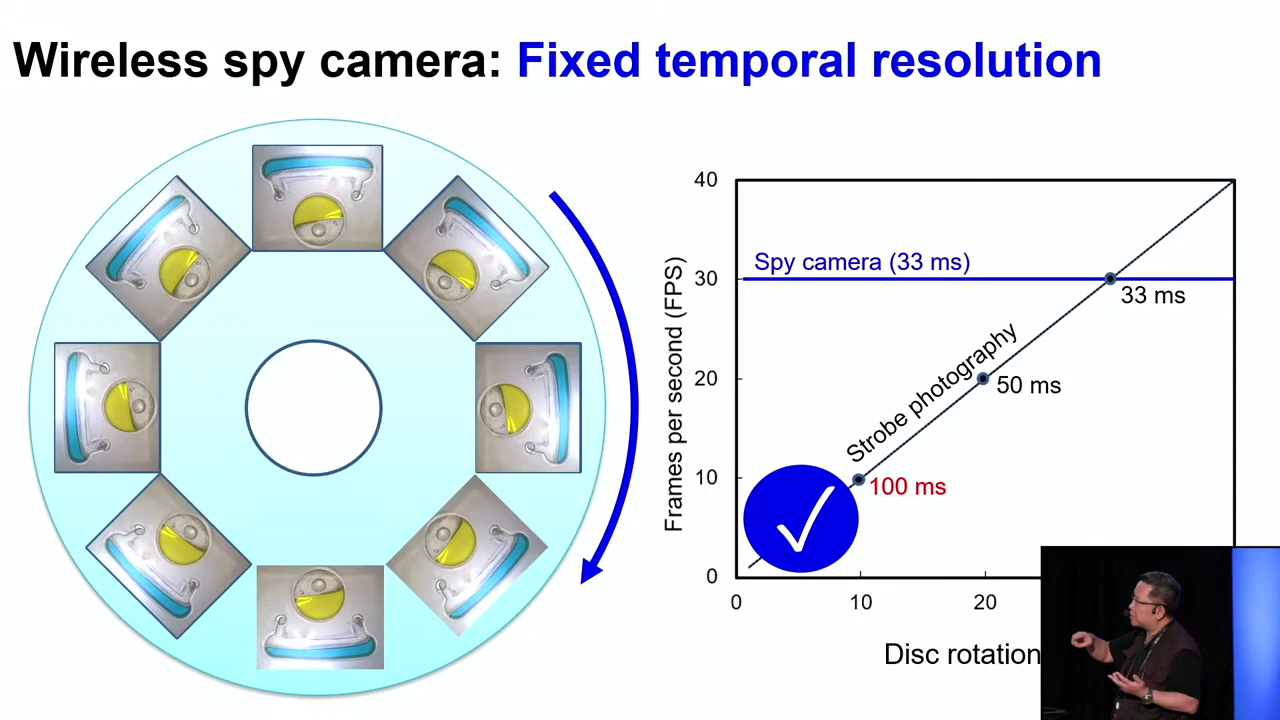 Wireless spy camera: Fixed temporal resolution
40
30
20
10
0
Frames per second (FPS)
Spy camera (33 ms)
33 ms
50 ms
Strobe photography
100 ms
0
10
20
Disc rotation